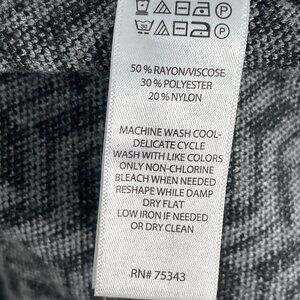 50% RAYON/VISCOSE
30% POLYESTER
20% NYLON
MACHINE WASH COOL-
DELICATE CYCLE
WASH WITH LIKE COLORS
ONLY NON-CHLORINE
BLEACH WHEN NEEDED
RESHAPE WHILE DAMP
DRY FLAT
LOW IRON IF NEEDED
OR DRY CLEAN
RN# 75343